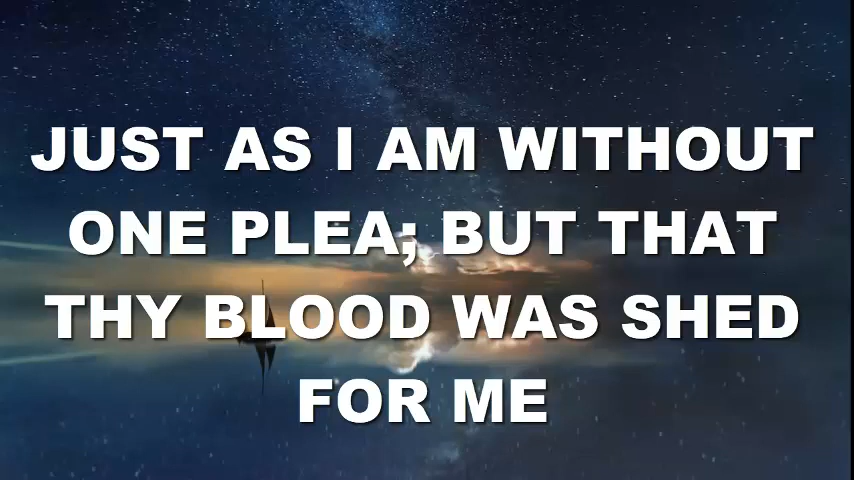 JUST AS I AM WITHOUT
ONE PLEA; BUT THAT
THY BLOOD WAS SHED
FOR ME